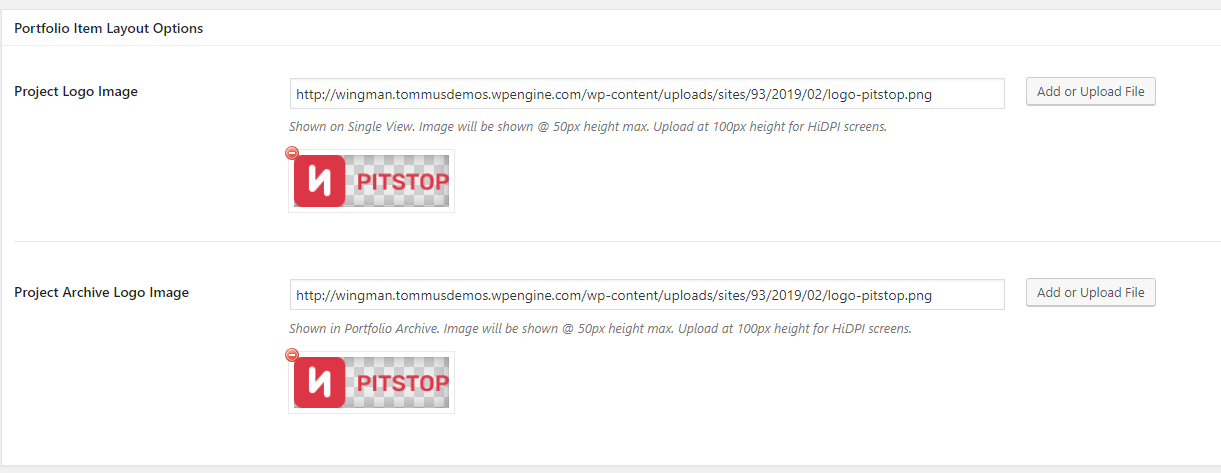 Portfolio Item Layout Options
Project Logo Image
http://wingman.tommusdemos.wpengine.com/wp-content/uploads/sites/93/2019/02/logo-pitstop.png
Add or Upload File
Shown on Single View. Image will be shown @ 50px height max. Upload at 100px height for HiDPI screens.
PITSTOP
Project Archive Logo Image
http://wingman.tommusdemos.wpengine.com/wp-content/uploads/sites/93/2019/02/logo-pitstop.png
Add or Upload File
Shown in Portfolio Archive. Image will be shown @ 50px height max. Upload at 100px height for HiDPI screens.
PITSTOP